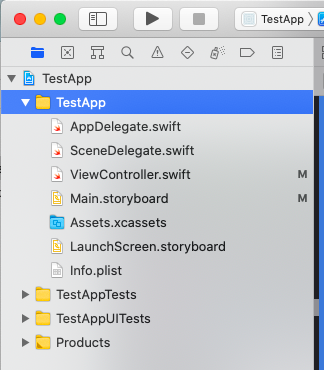 TestApp
TestApp
TestApp
AppDelegate.swift
SceneDelegate.swift
ViewController.swift M
Main.storyboard M
Assets.xcassets
LaunchScreen.storyboard
Info.plist
TestAppTests
TestAppUITests
Products